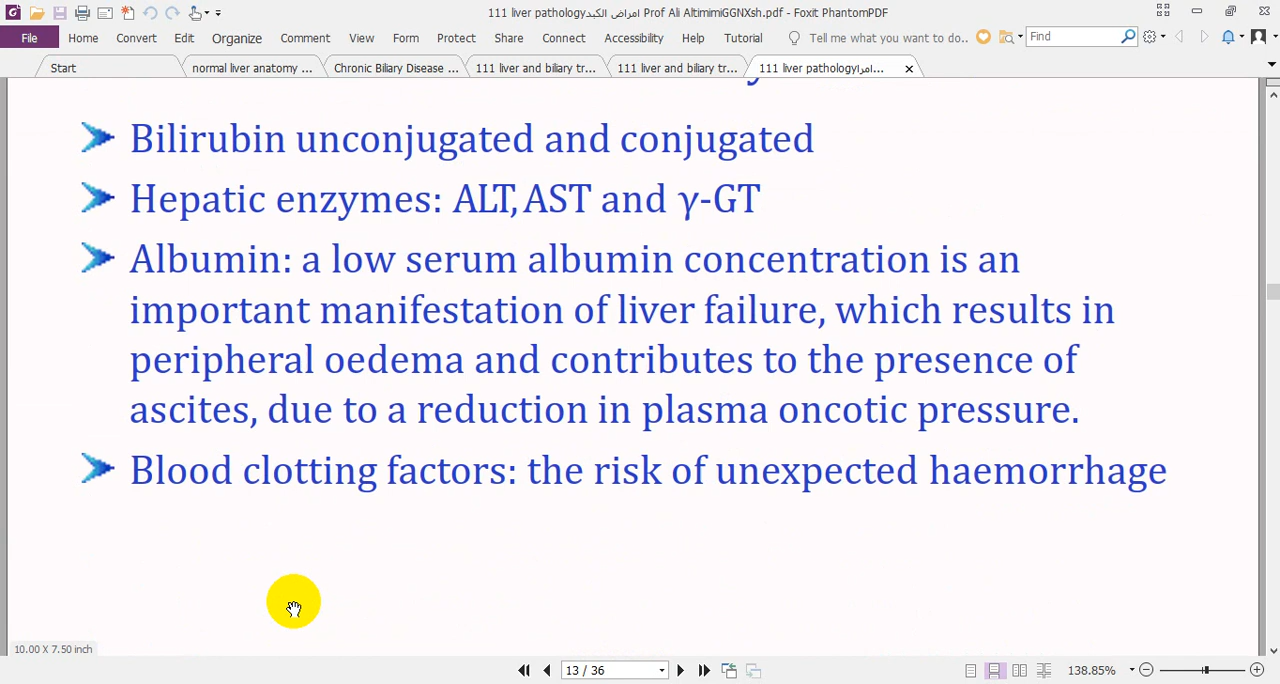 111 liver pathologyامراض الكبد Prof Ali AltimimiGGNXsh.pdf - Foxit PhantomPDF
File Home Convert Edit Organize Comment View Form Protect Share Connect Accessibility Help Tutorial Tell me what you want to do.. Find
Start normal liver anatomy ... Chronic Biliary Disease ... 111 liver and biliary tr... 111 liver and biliary tr... 111 liver pathologyامرا...
Bilirubin unconjugated and conjugated
Hepatic enzymes: ALT, AST and γ-GT
Albumin: a low serum albumin concentration is an
important manifestation of liver failure, which results in
peripheral oedema and contributes to the presence of
ascites, due to a reduction in plasma oncotic pressure.
Blood clotting factors: the risk of unexpected haemorrhage
10.00 X 7.50 inch
13 / 36 138.85%